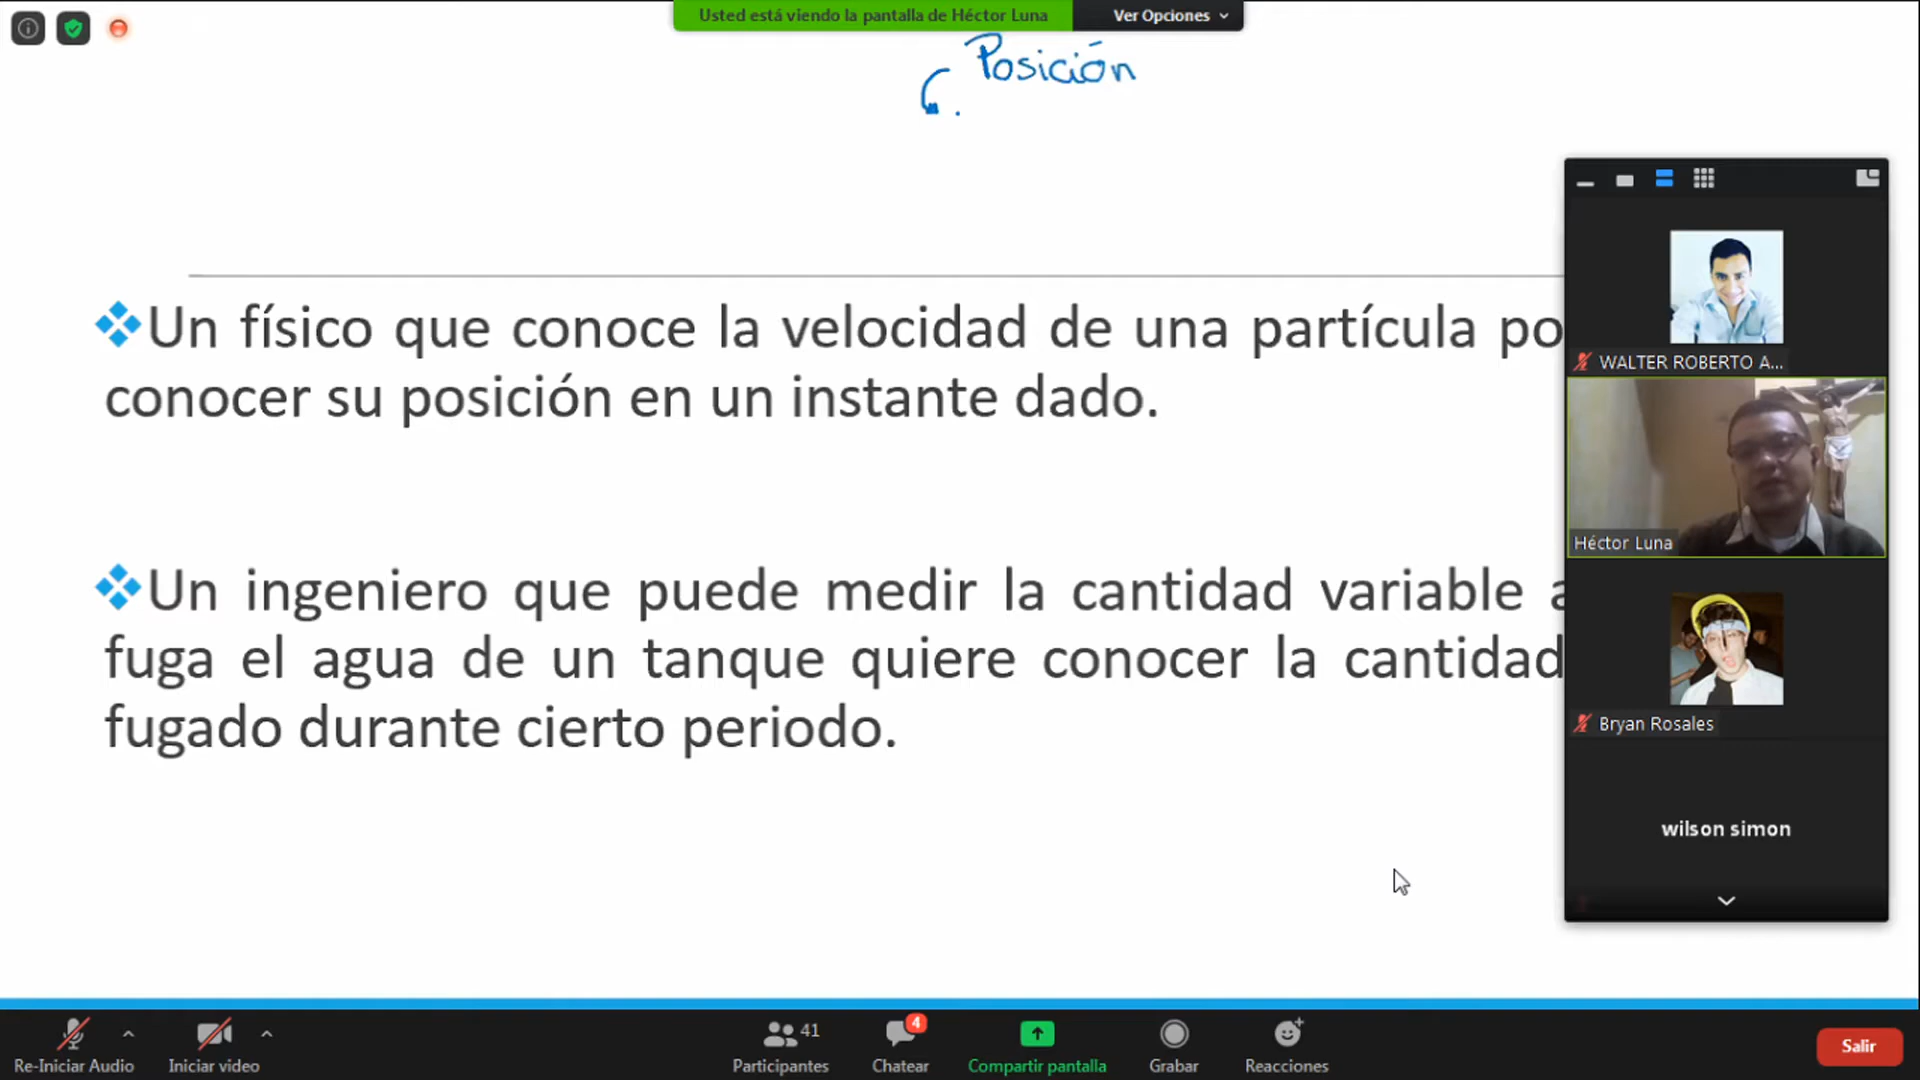 Usted está viendo la pantalla de Héctor Luna
Ver Opciones
Posición
Un físico que conoce la velocidad de una partícula po
conocer su posición en un instante dado.
Un ingeniero que puede medir la cantidad variable a
fuga el agua de un tanque quiere conocer la cantidad
fugado durante cierto periodo.
WALTER ROBERTO A...
Héctor Luna
Bryan Rosales
wilson simon
Re-Iniciar Audio
Iniciar video
41
Participantes
4
Chatear
Compartir pantalla
Grabar
Reacciones
Salir